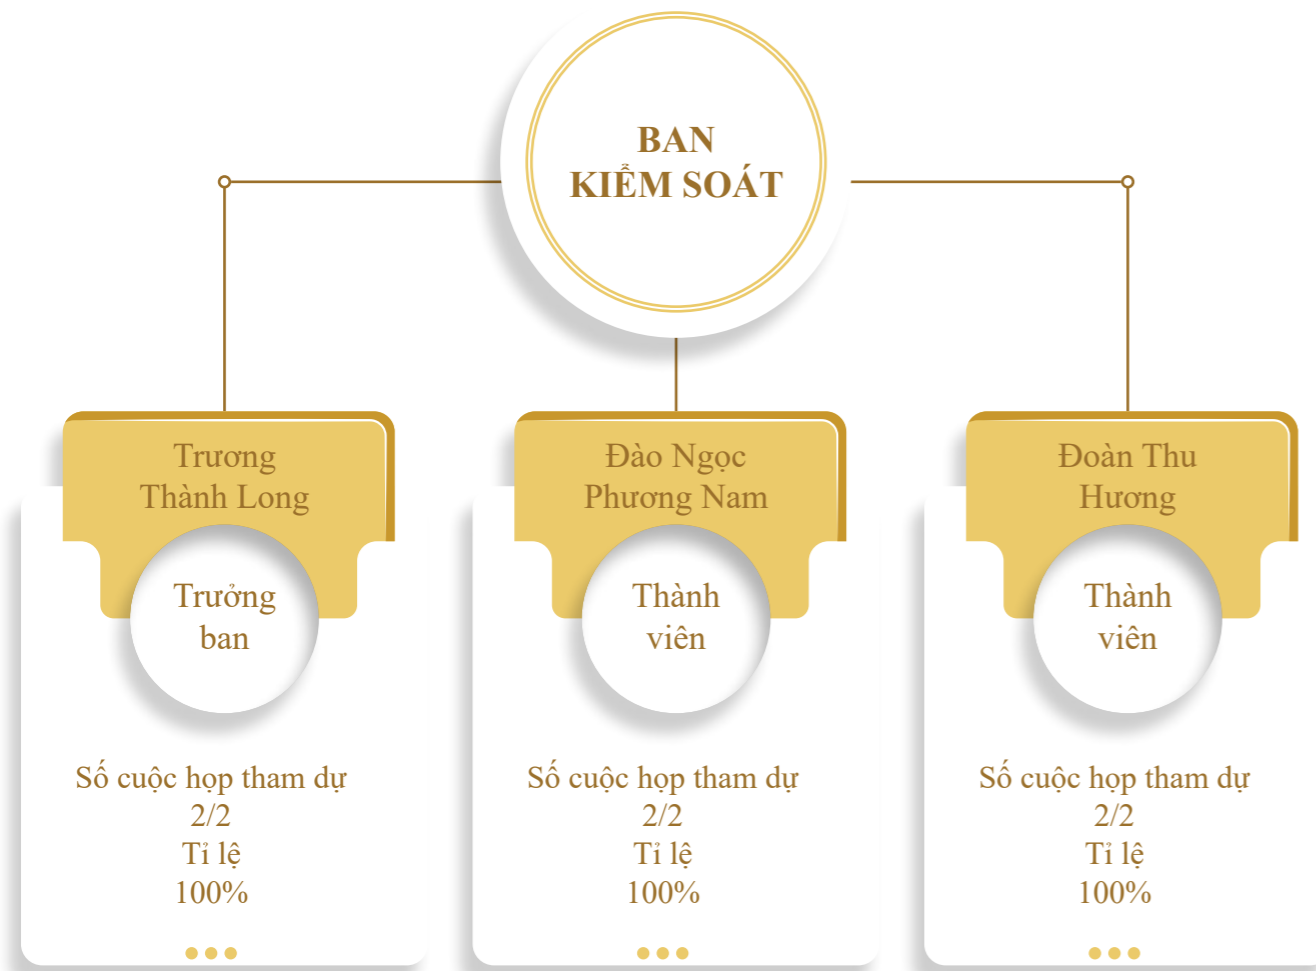 BAN
KIỂM SOÁT
Trương
Thành Long
Trưởng
ban
Số cuộc họp tham dự
2/2
Tỉ lệ
100%
Đào Ngọc
Phương Nam
Thành
viên
Số cuộc họp tham dự
2/2
Tỉ lệ
100%
Đoàn Thu
Hương
Thành
viên
Số cuộc họp tham dự
2/2
Tỉ lệ
100%